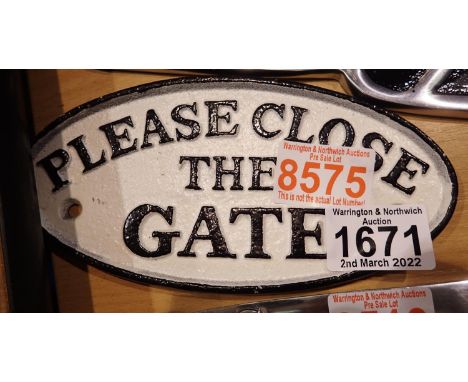 PLEASE CLOSE
THE
GATE
Warrington & Northwich Auctions
Pre Sale Lot
8575
This is not the actual Lot Number!
Warrington & Northwich
Auction
1671
2nd March 2022
Warrington & Northwich Auctions
Pre Sale Lot